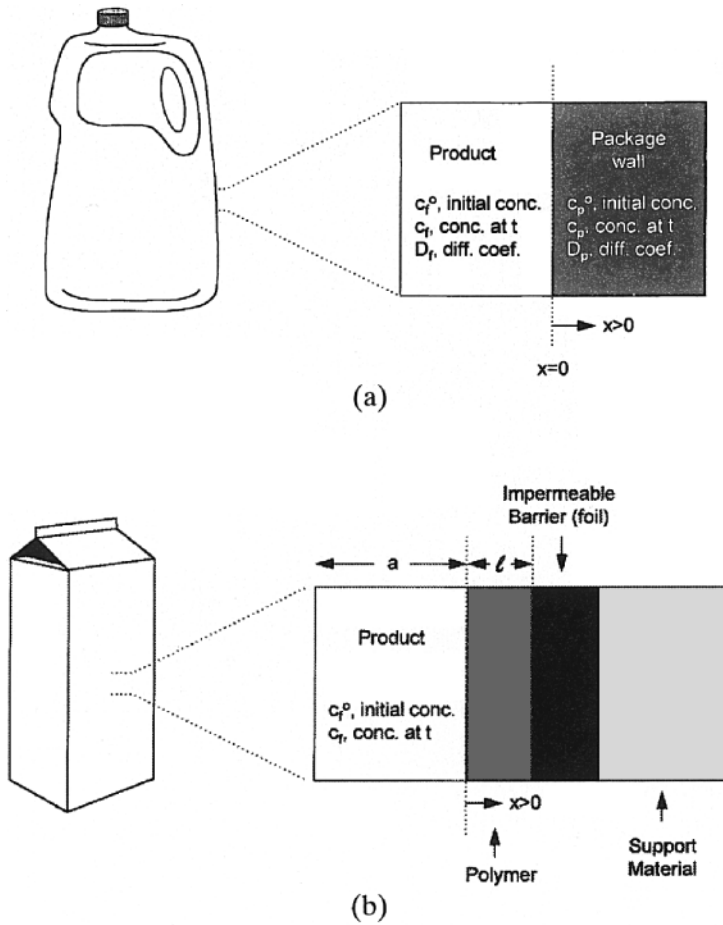 Product
c_f^o, initial conc.
c_f, conc. at t
D_f, diff. coef.
Package
wall
c_p^o, initial conc.
c_p, conc. at t
D_p, diff. coef.
x>0
x=0
(a)
Impermeable
Barrier (foil)
a
ℓ
Product
c_f^o, initial conc.
c_f, conc. at t
x>0
Polymer
Support
Material
(b)